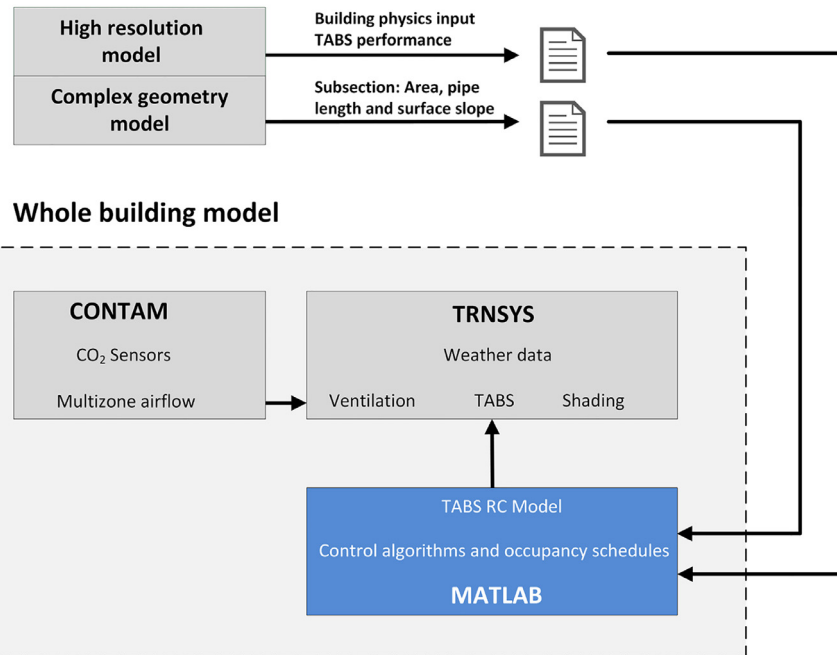 High resolution
model
Building physics input
TABS performance
Complex geometry
model
Subsection: Area, pipe
length and surface slope
Whole building model
CONTAM
CO₂ Sensors
Multizone airflow
TRNSYS
Weather data
Ventilation TABS Shading
TABS RC Model
Control algorithms and occupancy schedules
MATLAB